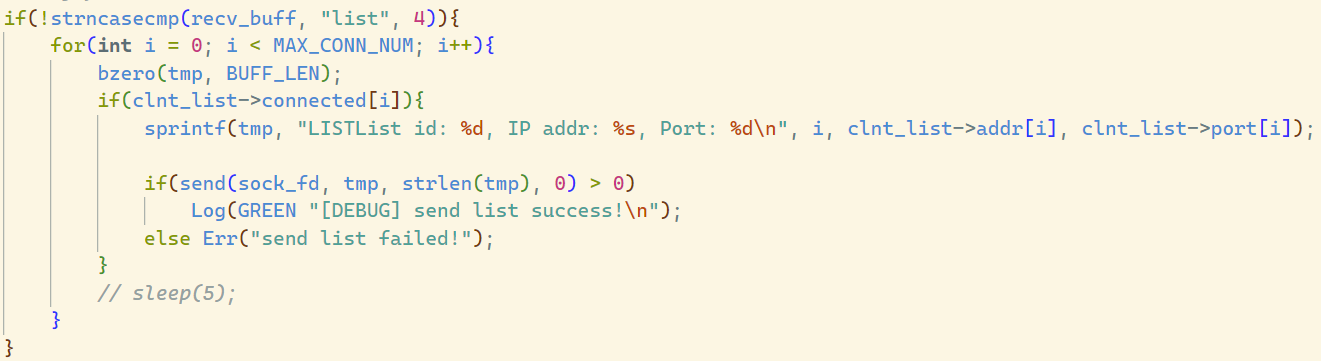 if(!strncasecmp(recv_buff, "list", 4)){
    for(int i = 0; i < MAX_CONN_NUM; i++){
        bzero(tmp, BUFF_LEN);
        if(clnt_list->connected[i]){
            sprintf(tmp, "LISTList id: %d, IP addr: %s, Port: %d\n", i, clnt_list->addr[i], clnt_list->port[i]);

            if(send(sock_fd, tmp, strlen(tmp), 0) > 0)
                Log(GREEN "[DEBUG] send list success!\n");
            else Err("send list failed!");
        }
        // sleep(5);
    }
}